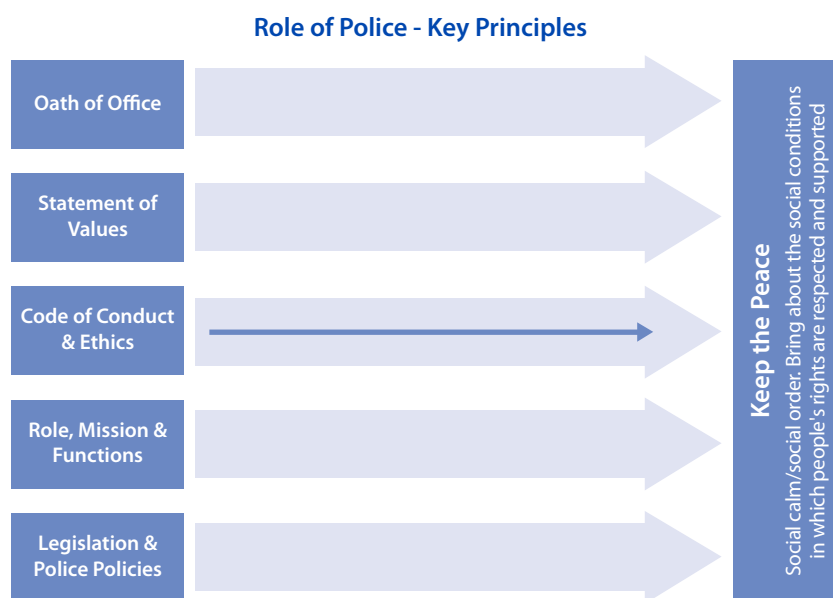 Role of Police - Key Principles
Oath of Office
Statement of
Values
Code of Conduct
& Ethics
Role, Mission &
Functions
Legislation &
Police Policies
Keep the Peace
Social calm/social order. Bring about the social conditions
in which people's rights are respected and supported